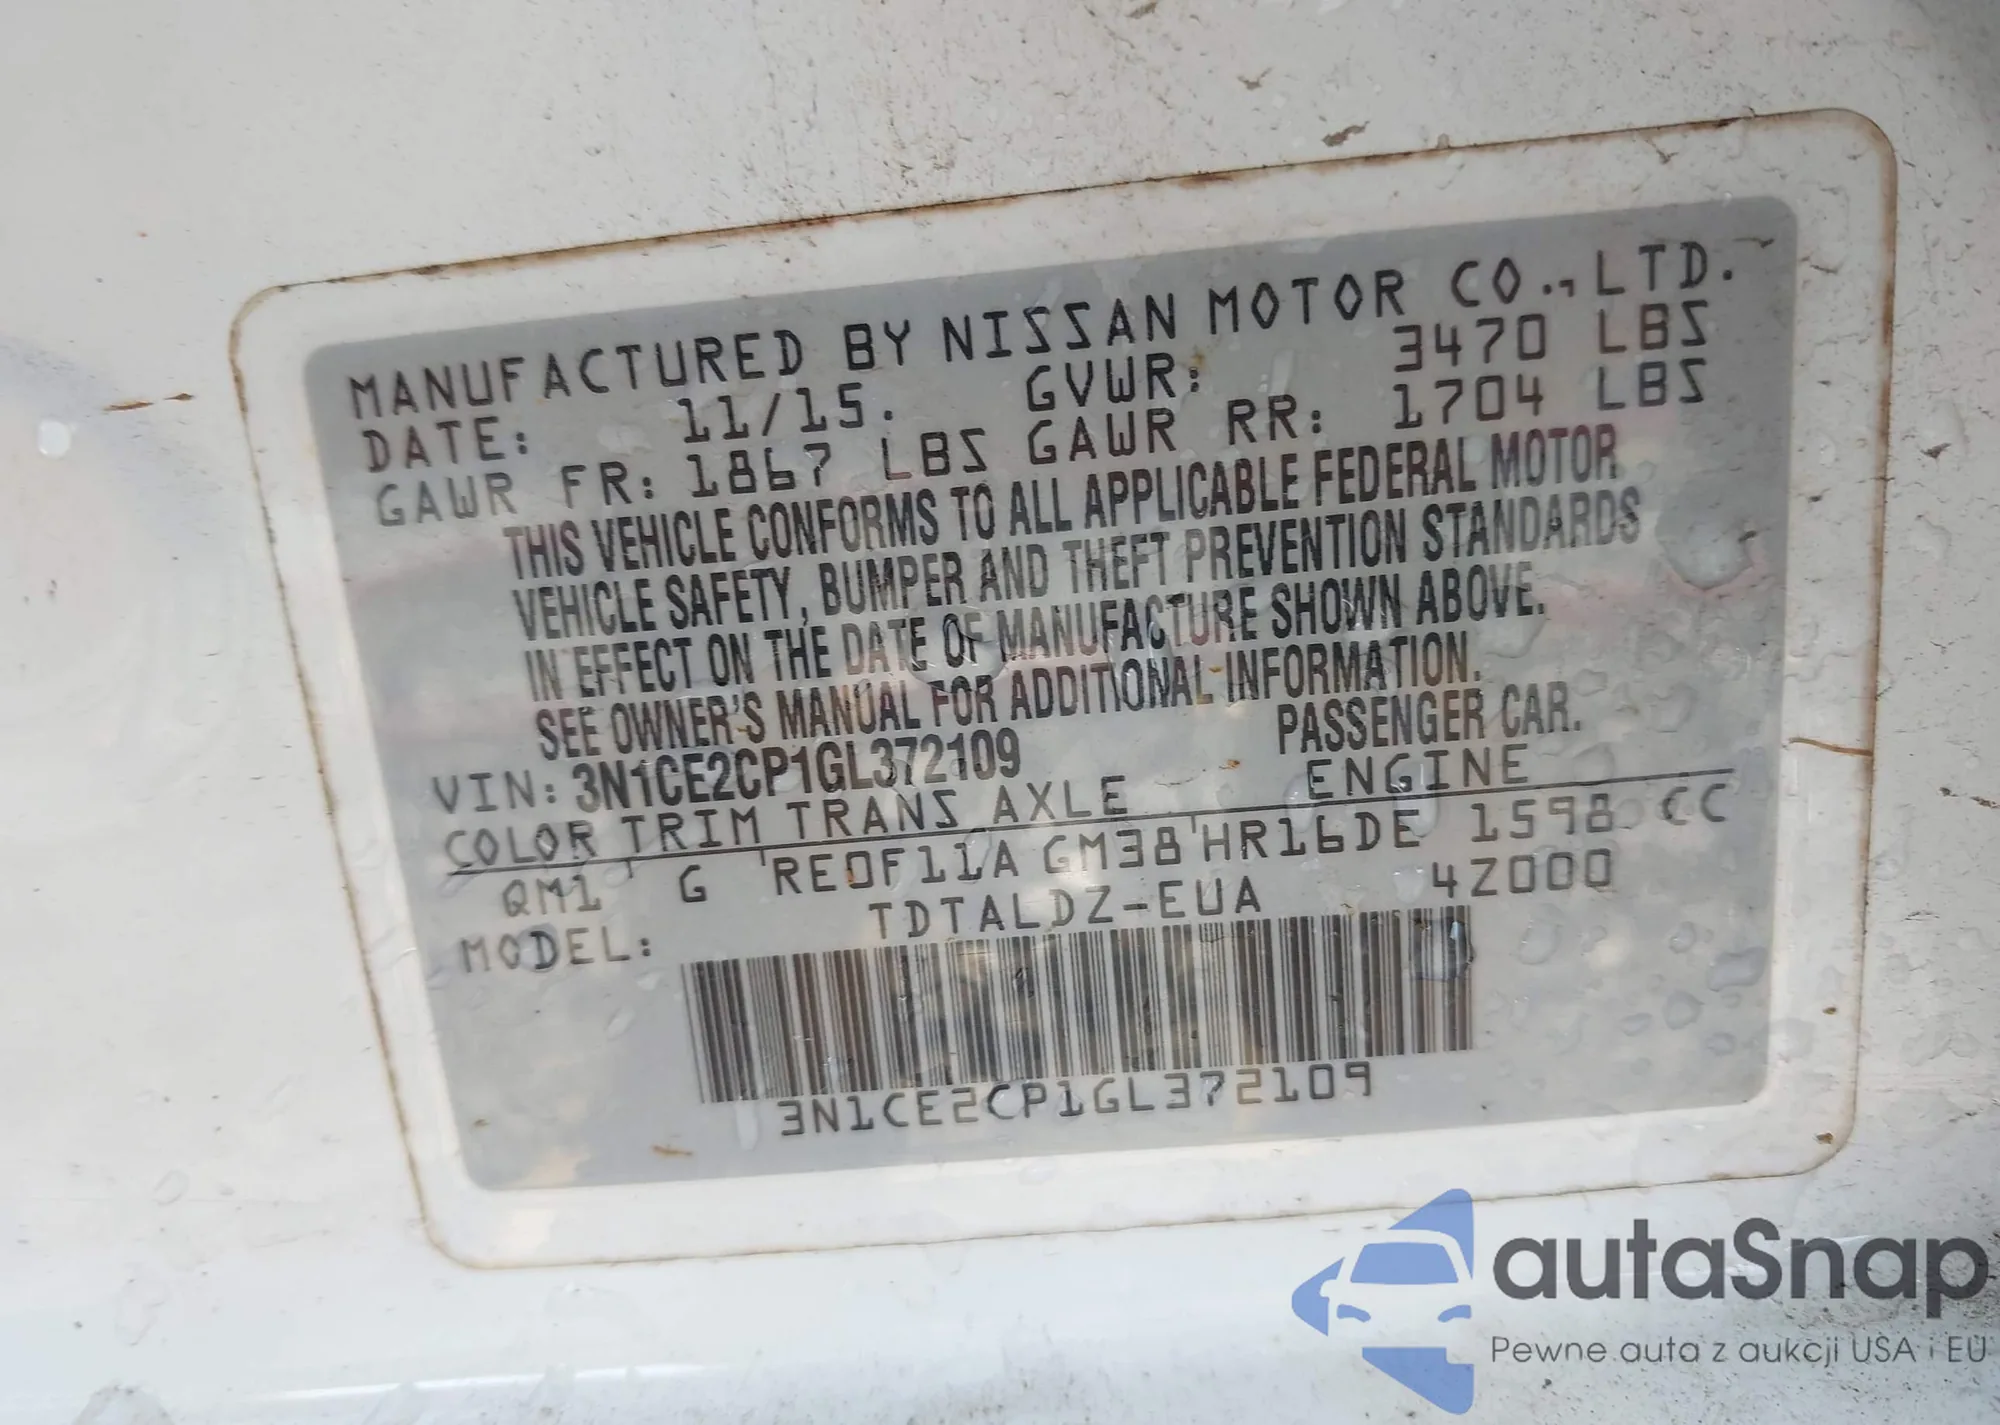 MANUFACTURED BY NISSAN MOTOR CO., LTD.
DATE: 11/15. GVWR: 3470 LBS
GAWR FR: 1867 LBS GAWR RR: 1704 LBS
THIS VEHICLE CONFORMS TO ALL APPLICABLE FEDERAL MOTOR
VEHICLE SAFETY, BUMPER AND THEFT PREVENTION STANDARDS
IN EFFECT ON THE DATE OF MANUFACTURE SHOWN ABOVE.
SEE OWNER'S MANUAL FOR ADDITIONAL INFORMATION.
VIN: 3N1CE2CP1GL372109 PASSENGER CAR.
COLOR TRIM TRANS AXLE ENGINE
QM1 G RE0F11A GM38 HR16DE 1598 CC
MODEL: TDTALDZ-EUA 4Z000
3N1CE2CP1GL372109
autaSnap
Pewne auta z aukcji USA i EU